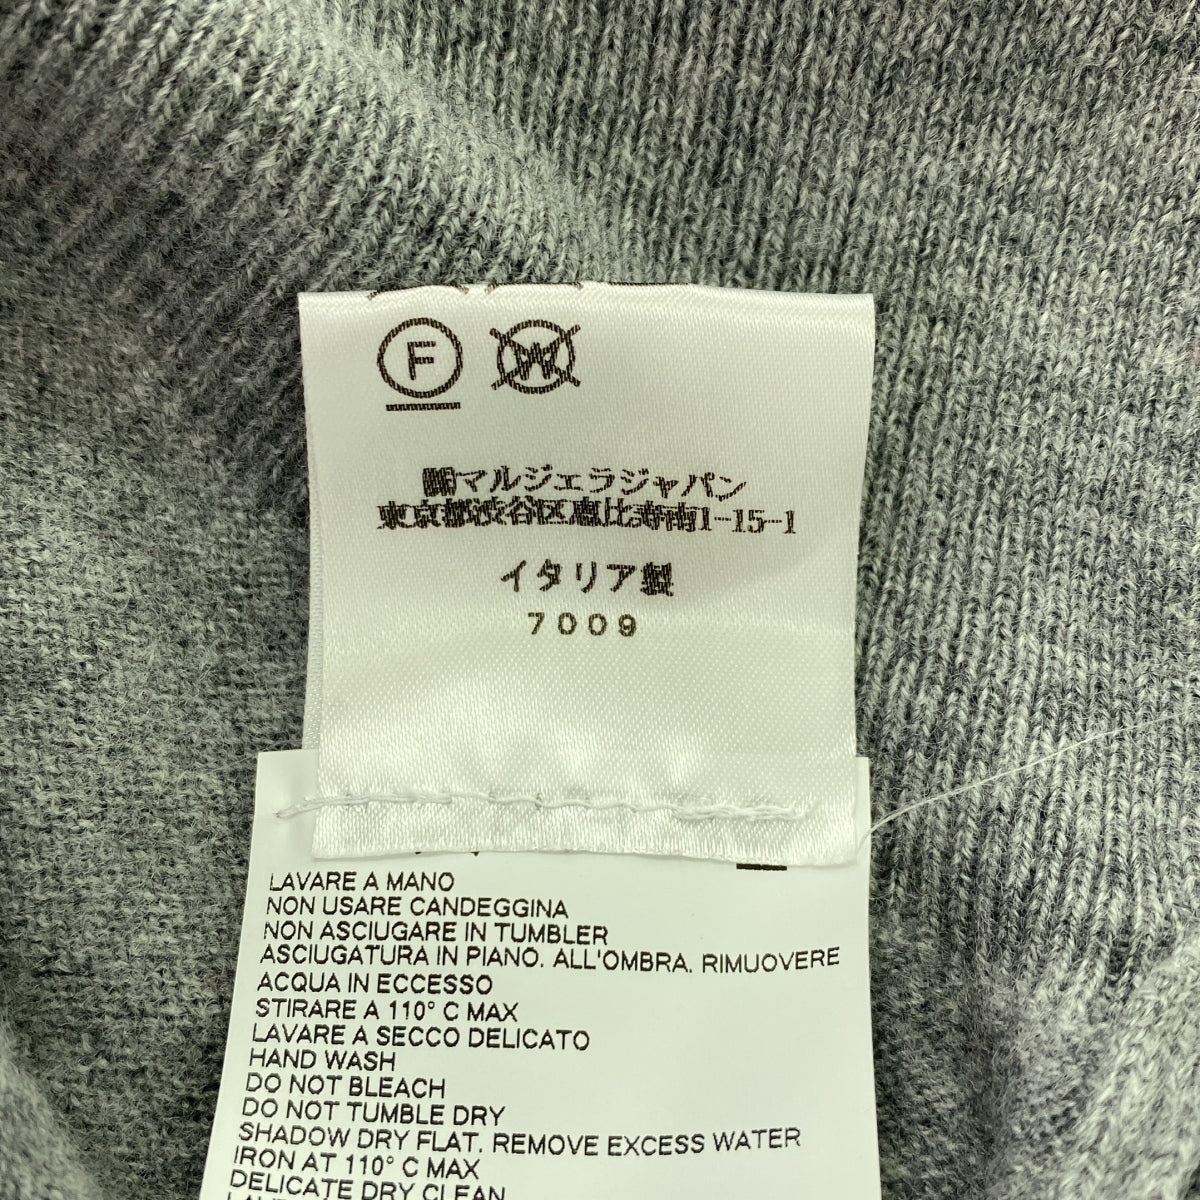 F W
㈱マルジェラジャパン
東京都渋谷区恵比寿南1-15-1
イタリア製
7009
LAVARE A MANO
NON USARE CANDEGGINA
NON ASCIUGARE IN TUMBLER
ASCIUGATURA IN PIANO. ALL'OMBRA. RIMUOVERE
ACQUA IN ECCESSO
STIRARE A 110° C MAX
LAVARE A SECCO DELICATO
HAND WASH
DO NOT BLEACH
DO NOT TUMBLE DRY
SHADOW DRY FLAT. REMOVE EXCESS WATER
IRON AT 110° C MAX
DELICATE DRY CLEAN